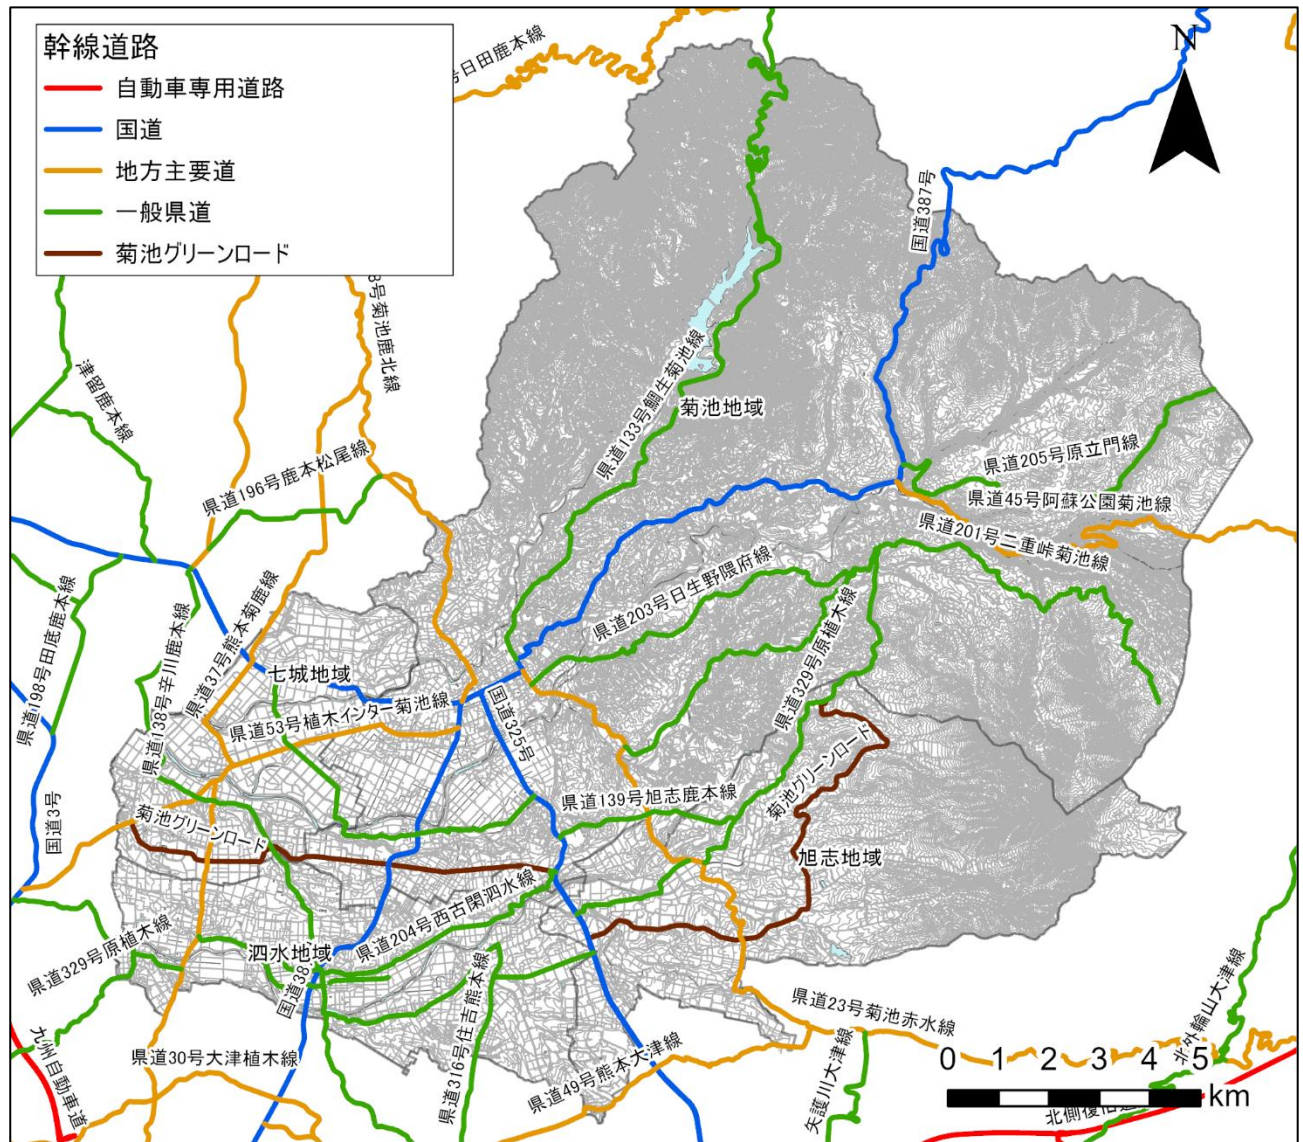 幹線道路
自動車専用道路
国道
地方主要道
一般県道
菊池グリーンロード
号日田鹿本線
N
国道387号
号菊池鹿北線
津留鹿本線
県道133号鯛生菊池線
菊池地域
県道196号鹿本松尾線
県道205号原立門線
県道45号阿蘇公園菊池線
県道201号二重峠菊池線
県道203号日生野隈府線
県道198号田底鹿本線
県道138号辛川鹿本線
県道37号熊本菊鹿線
七城地域
県道53号植木インター菊池線
国道325号
県道329号原植木線
菊池グリーンロード
国道3号
菊池グリーンロード
県道139号旭志鹿本線
旭志地域
県道204号西古閑泗水線
県道329号原植木線
泗水地域
国道38
県道316号住古熊本線
県道23号菊池赤水線
九州自動車道
県道30号大津植木線
県道49号熊本大津線
矢護川大津線
北外輪山大津線
0 1 2 3 4 5
km
北側復旧道